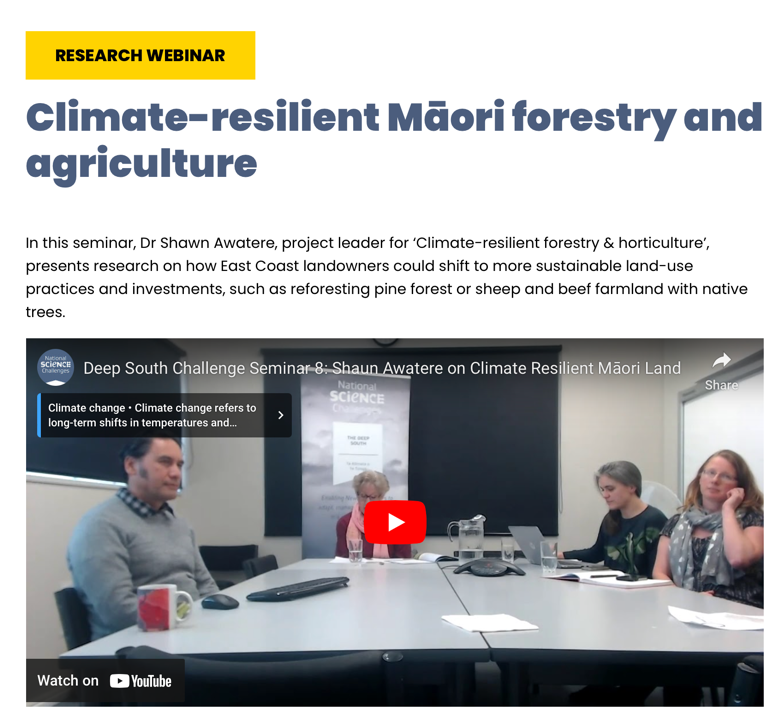 RESEARCH WEBINAR
Climate-resilient Māori forestry and
agriculture
In this seminar, Dr Shawn Awatere, project leader for ‘Climate-resilient forestry & horticulture’,
presents research on how East Coast landowners could shift to more sustainable land-use
practices and investments, such as reforesting pine forest or sheep and beef farmland with native
trees.
National
SCIENCE
Challenges
Deep South Challenge Seminar 8: Shaun Awatere on Climate Resilient Māori Land
Share
Climate change • Climate change refers to
long-term shifts in temperatures and…
National
SCIENCE
Challenges
THE DEEP
SOUTH
Watch on YouTube